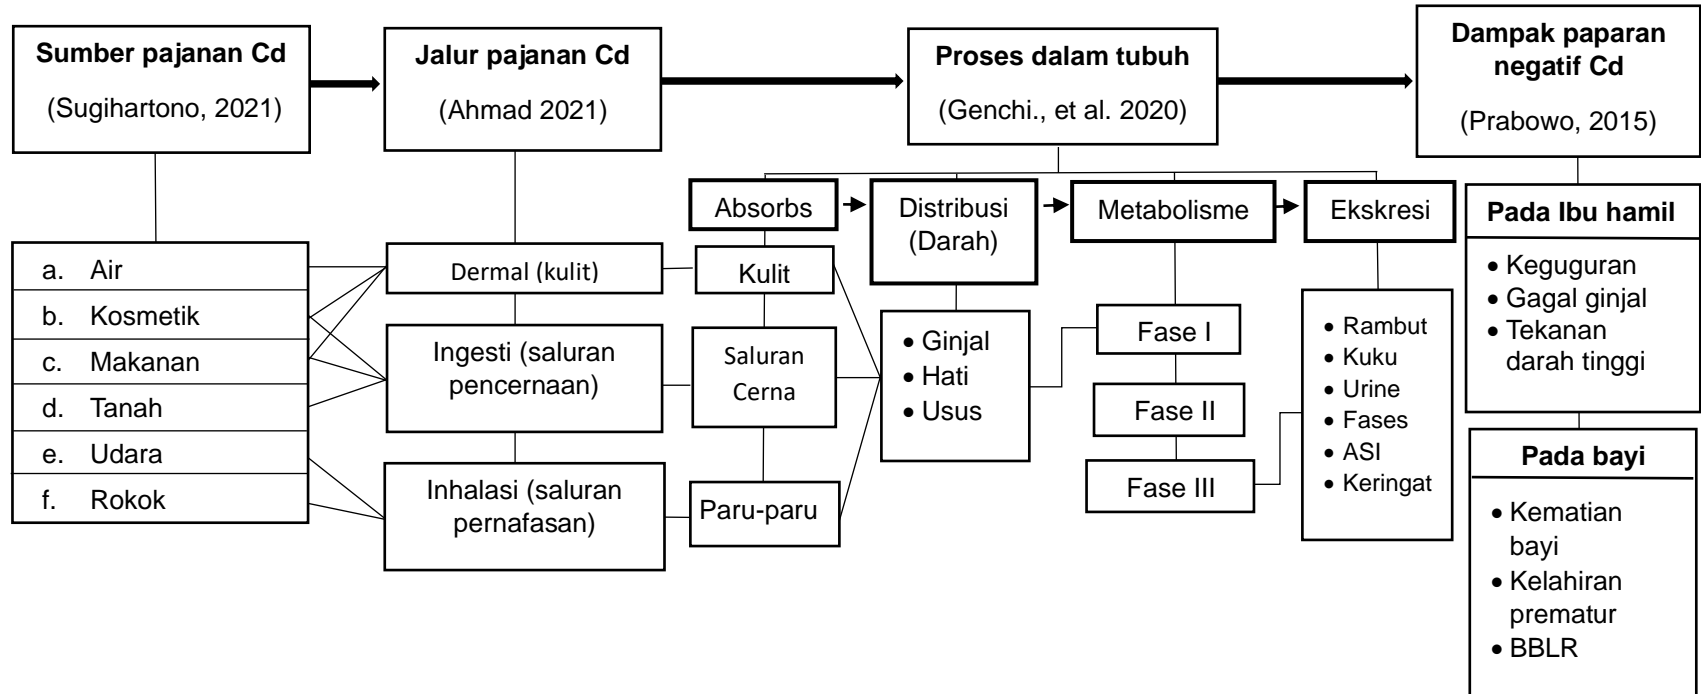 Sumber pajanan Cd
(Sugihartono, 2021)
Jalur pajanan Cd
(Ahmad 2021)
Proses dalam tubuh
(Genchi., et al. 2020)
Dampak paparan
negatif Cd
(Prabowo, 2015)
a. Air
b. Kosmetik
c. Makanan
d. Tanah
e. Udara
f. Rokok
Dermal (kulit)
Ingesti (saluran
pencernaan)
Inhalasi (saluran
pernafasan)
Absorbs
Kulit
Saluran
Cerna
Paru-paru
Distribusi
(Darah)
• Ginjal
• Hati
• Usus
Metabolisme
Fase I
Fase II
Fase III
Ekskresi
• Rambut
• Kuku
• Urine
• Fases
• ASI
• Keringat
Pada Ibu hamil
• Keguguran
• Gagal ginjal
• Tekanan
darah tinggi
Pada bayi
• Kematian
bayi
• Kelahiran
prematur
• BBLR